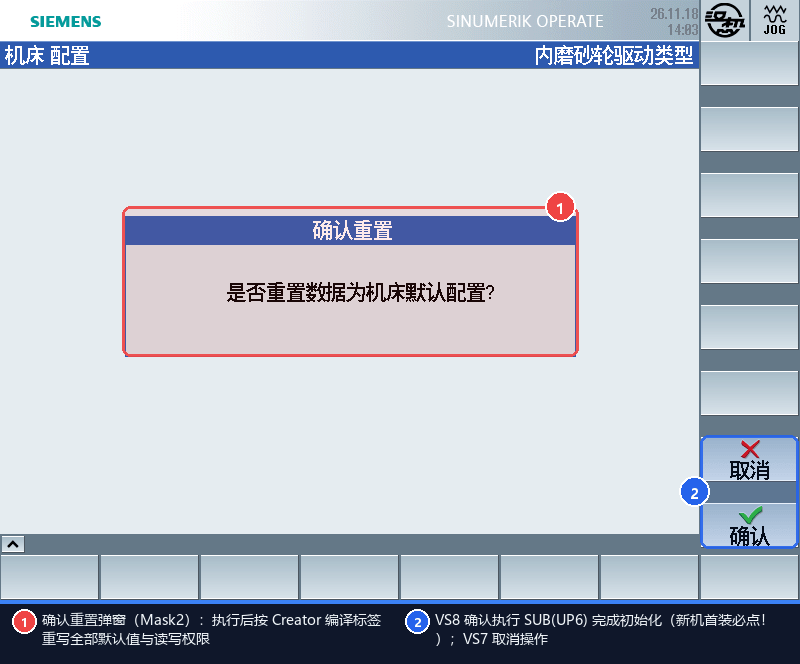 SIEMENS
SINUMERIK OPERATE
26.11.18
14:03
JOG
机床 配置
内磨砂轮驱动类型
1
确认重置
是否重置数据为机床默认配置?
取消
2
确认
1 确认重置弹窗（Mask2）：执行后按 Creator 编译标签
重写全部默认值与读写权限
2 VS8 确认执行 SUB(UP6) 完成初始化（新机首装必点！
）；VS7 取消操作